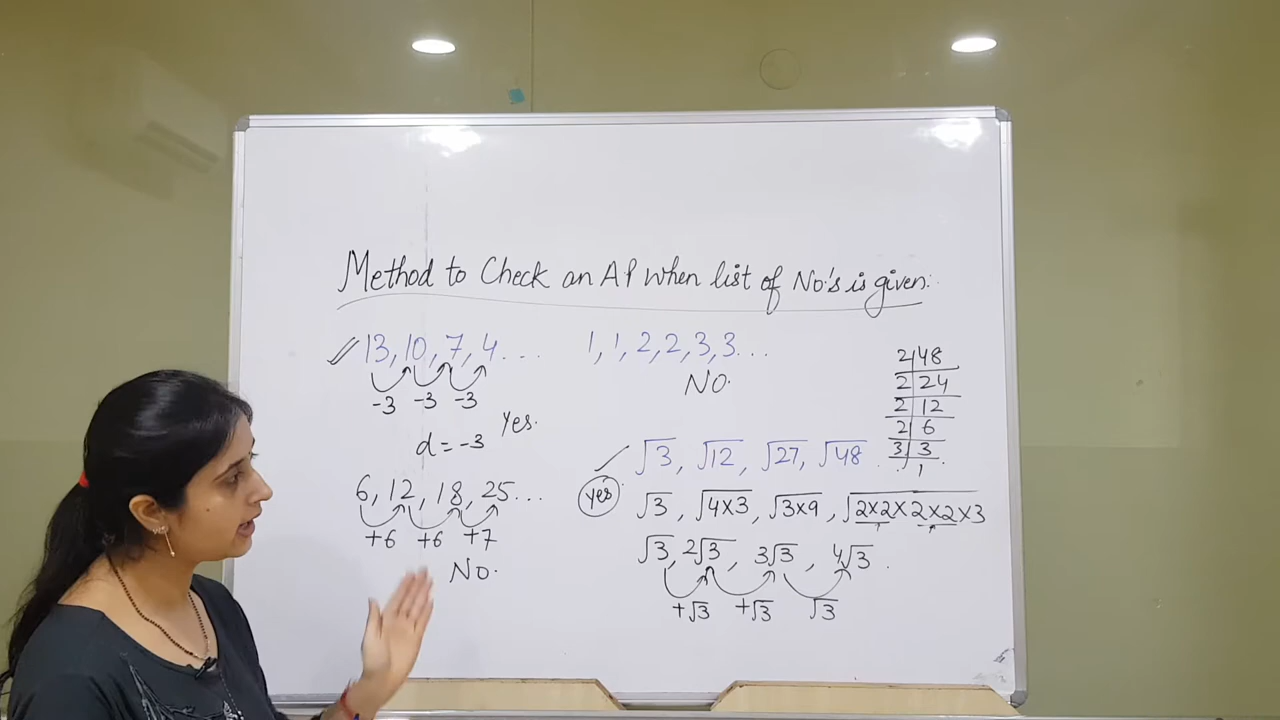 Method to Check an AP when list of No's is given:
13, 10, 7, 4 . . .
-3 -3 -3
d = -3 Yes.
6, 12, 18, 25 . . .
+6 +6 +7
No.
1, 1, 2, 2, 3, 3 . . .
NO.
√3, √12, √27, √48 .
yes √3, √4×3, √3×9, √2×2×2×2×3
√3, 2√3, 3√3, 4√3 .
+√3 +√3 √3
2 48
2 24
2 12
2 6
3 3
1